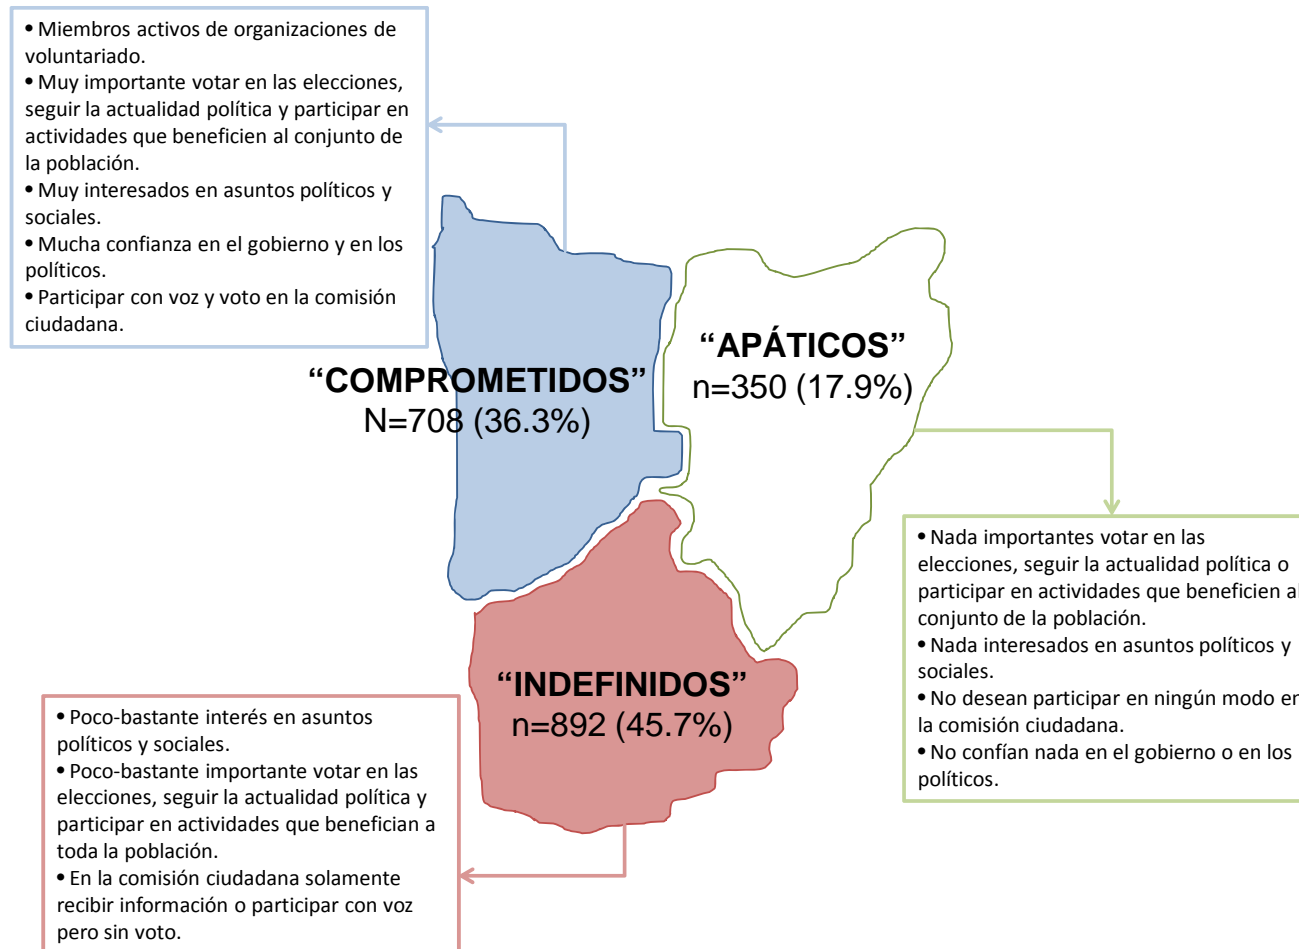 • Miembros activos de organizaciones de
voluntariado.
• Muy importante votar en las elecciones,
seguir la actualidad política y participar en
actividades que beneficien al conjunto de
la población.
• Muy interesados en asuntos políticos y
sociales.
• Mucha confianza en el gobierno y en los
políticos.
• Participar con voz y voto en la comisión
ciudadana.
“COMPROMETIDOS”
N=708 (36.3%)
“APÁTICOS”
n=350 (17.9%)
• Nada importantes votar en las
elecciones, seguir la actualidad política o
participar en actividades que beneficien al
conjunto de la población.
• Nada interesados en asuntos políticos y
sociales.
• No desean participar en ningún modo en
la comisión ciudadana.
• No confían nada en el gobierno o en los
políticos.
“INDEFINIDOS”
n=892 (45.7%)
• Poco-bastante interés en asuntos
políticos y sociales.
• Poco-bastante importante votar en las
elecciones, seguir la actualidad política y
participar en actividades que benefician a
toda la población.
• En la comisión ciudadana solamente
recibir información o participar con voz
pero sin voto.